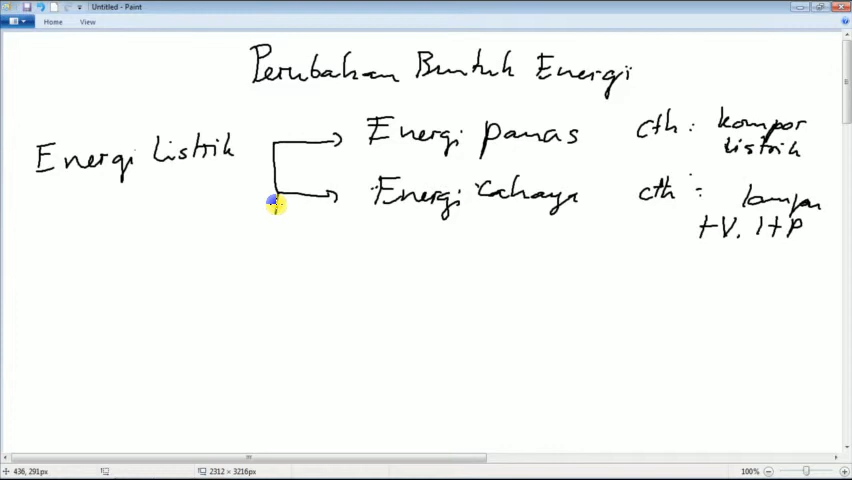 Untitled - Paint
Home View
Perubahan Bentuk Energi
Energi Listrik
Energi panas cth : kompor
listrik
Energi cahaya cth : lampu
TV. HP
436, 291px 2312 × 3216px 100%